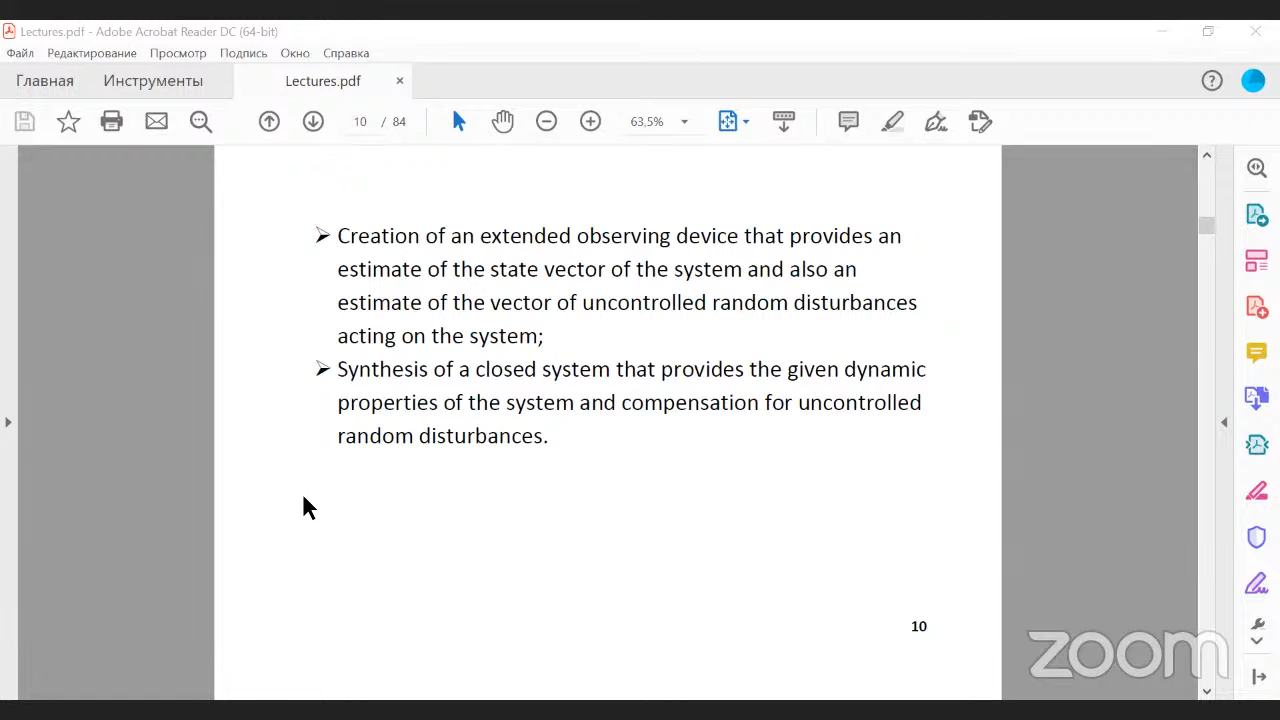 Lectures.pdf - Adobe Acrobat Reader DC (64-bit)
Файл Редактирование Просмотр Подпись Окно Справка
Главная Инструменты Lectures.pdf ×
10 / 84 63,5%
Creation of an extended observing device that provides an
estimate of the state vector of the system and also an
estimate of the vector of uncontrolled random disturbances
acting on the system;
Synthesis of a closed system that provides the given dynamic
properties of the system and compensation for uncontrolled
random disturbances.
10
zoom